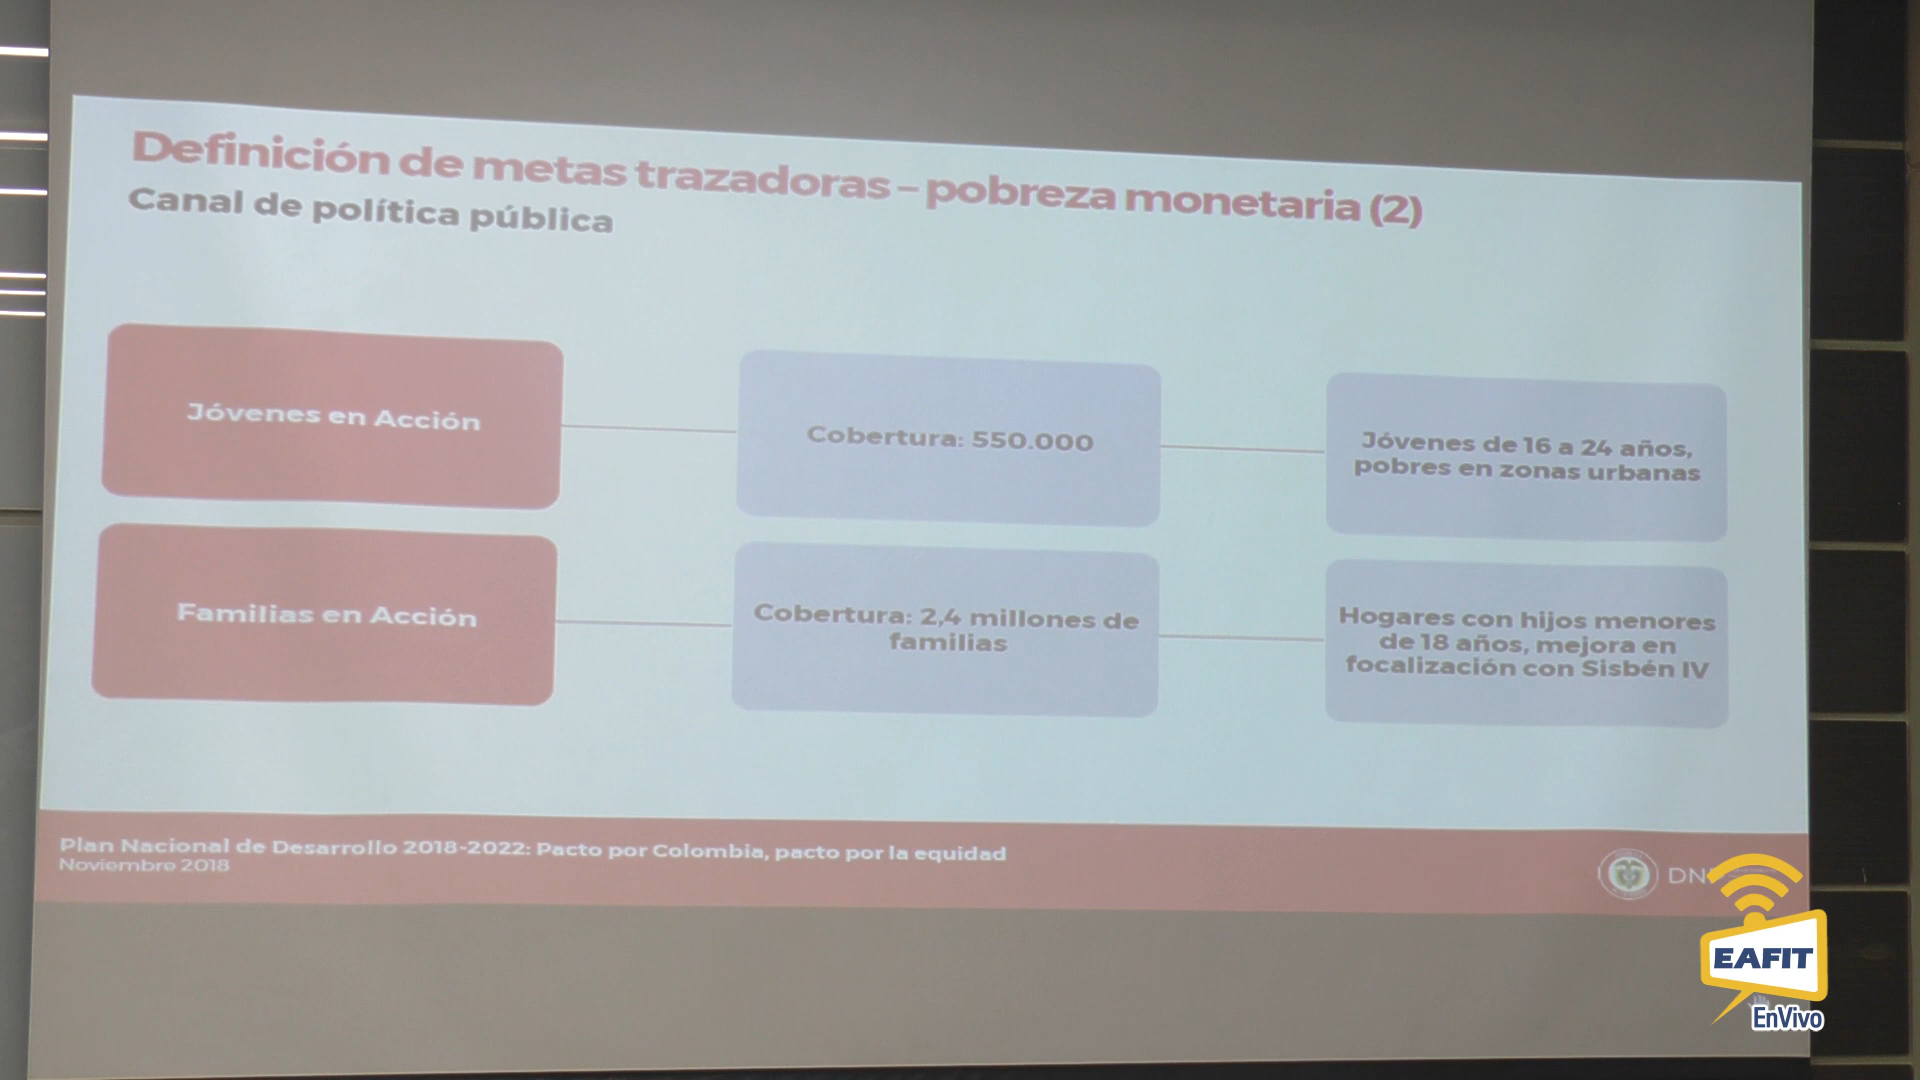 Definición de metas trazadoras – pobreza monetaria (2)
Canal de política pública
Jóvenes en Acción
Cobertura: 550.000
Jóvenes de 16 a 24 años,
pobres en zonas urbanas
Familias en Acción
Cobertura: 2,4 millones de
familias
Hogares con hijos menores
de 18 años, mejora en
focalización con Sisbén IV
Plan Nacional de Desarrollo 2018-2022: Pacto por Colombia, pacto por la equidad
Noviembre 2018
EAFIT
EnVivo